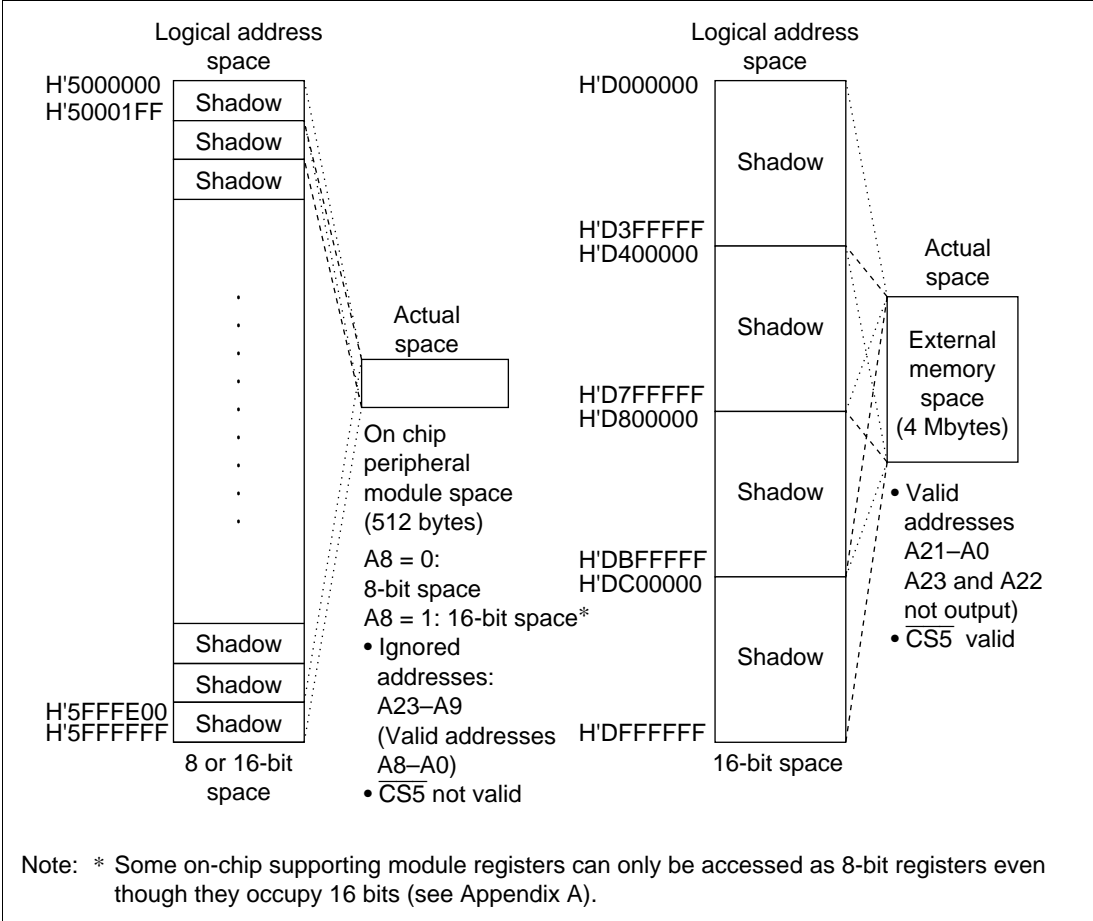 Logical address
space
H'5000000
H'50001FF
Shadow
Shadow
Shadow
Shadow
Shadow
H'5FFFE00
H'5FFFFFF
Shadow
8 or 16-bit
space
Actual
space
On chip
peripheral
module space
(512 bytes)
A8 = 0:
8-bit space
A8 = 1: 16-bit space*
• Ignored
addresses:
A23–A9
(Valid addresses
A8–A0)
• CS5 not valid
Logical address
space
H'D000000
Shadow
H'D3FFFFF
H'D400000
Shadow
H'D7FFFFF
H'D800000
Shadow
H'DBFFFFF
H'DC00000
Shadow
H'DFFFFFF
16-bit space
Actual
space
External
memory
space
(4 Mbytes)
• Valid
addresses
A21–A0
A23 and A22
not output)
• CS5 valid
Note: * Some on-chip supporting module registers can only be accessed as 8-bit registers even
though they occupy 16 bits (see Appendix A).